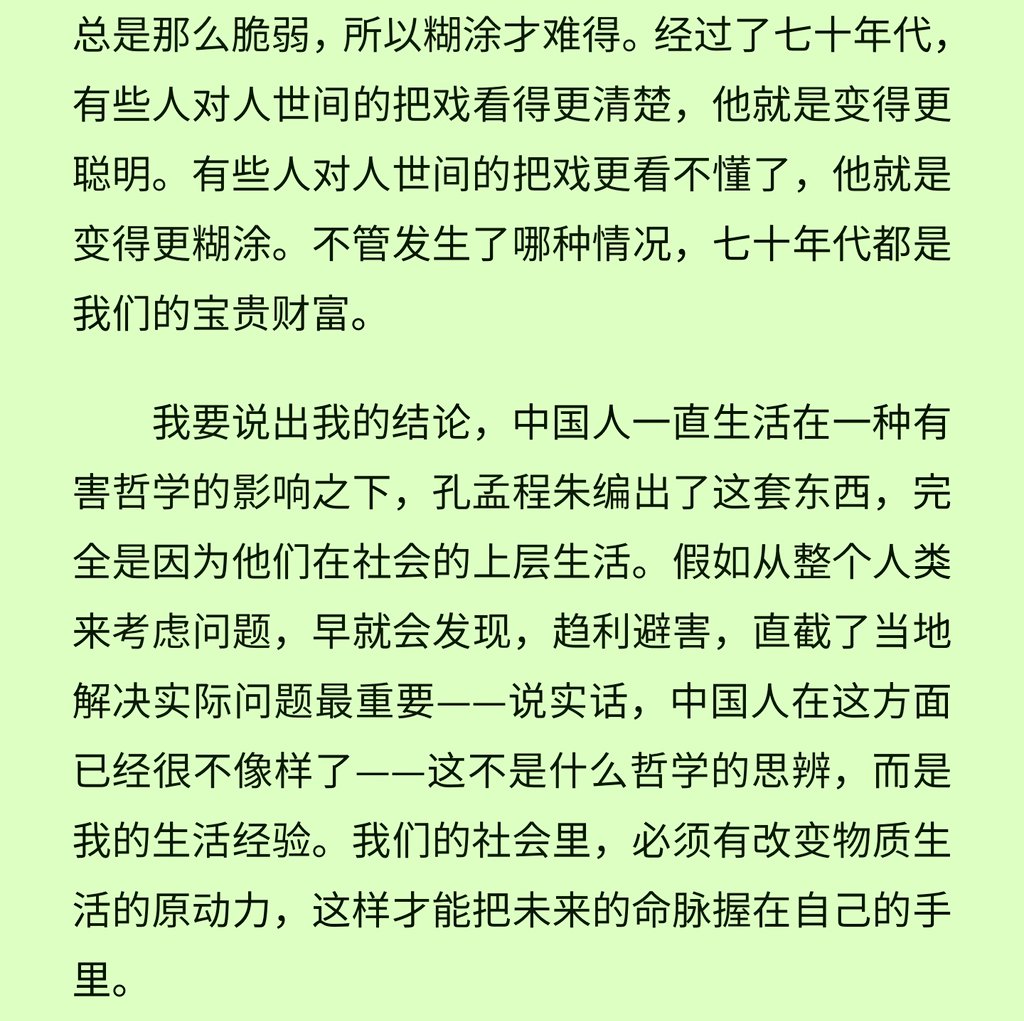 总是那么脆弱，所以糊涂才难得。经过了七十年代，
有些人对人世间的把戏看得更清楚，他就是变得更
聪明。有些人对人世间的把戏更看不懂了，他就是
变得更糊涂。不管发生了哪种情况，七十年代都是
我们的宝贵财富。
我要说出我的结论，中国人一直生活在一种有
害哲学的影响之下，孔孟程朱编出了这套东西，完
全是因为他们在社会的上层生活。假如从整个人类
来考虑问题，早就会发现，趋利避害，直截了当地
解决实际问题最重要——说实话，中国人在这方面
已经很不像样了——这不是什么哲学的思辨，而是
我的生活经验。我们的社会里，必须有改变物质生
活的原动力，这样才能把未来的命脉握在自己的手
里。